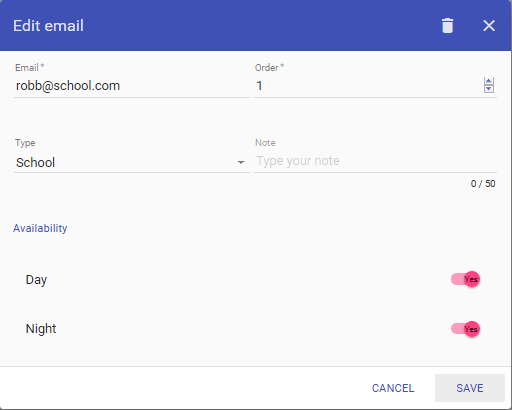 Edit email
Email * Order *
robb@school.com 1
Type Note
School Type your note
0 / 50
Availability
Day Yes
Night Yes
CANCEL SAVE